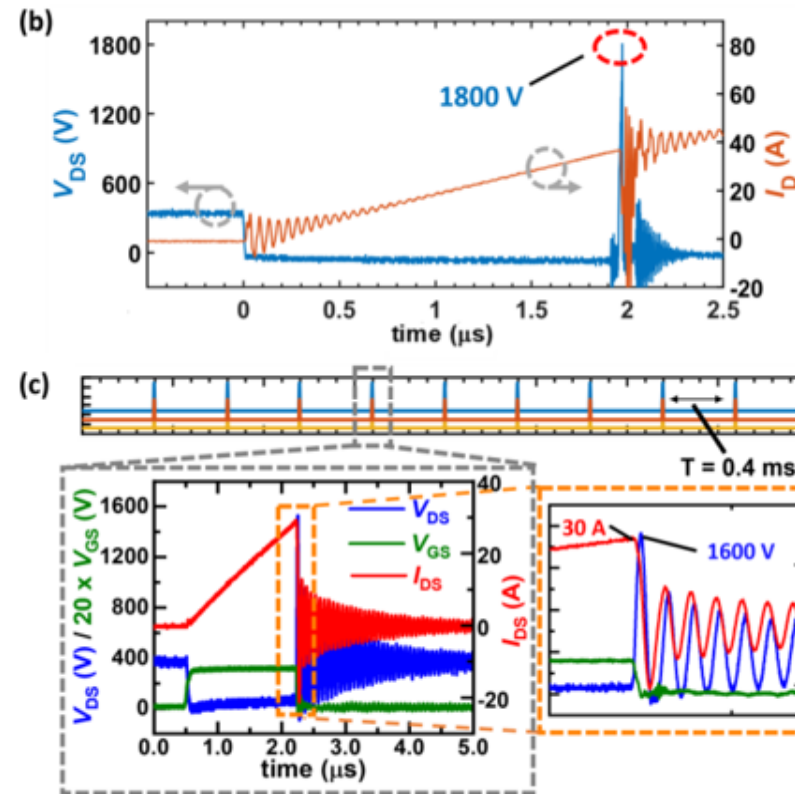 (b)
1800
1200
600
0
V_DS (V)
1800 V
80
60
40
20
0
-20
I_D (A)
0 0.5 1 1.5 2 2.5
time (μs)
(c)
T = 0.4 ms
1600
1200
800
400
0
V_DS (V) / 20 x V_GS (V)
V_DS
V_GS
I_DS
40
20
0
-20
I_DS (A)
0.0 1.0 2.0 3.0 4.0 5.0
time (μs)
30 A
1600 V